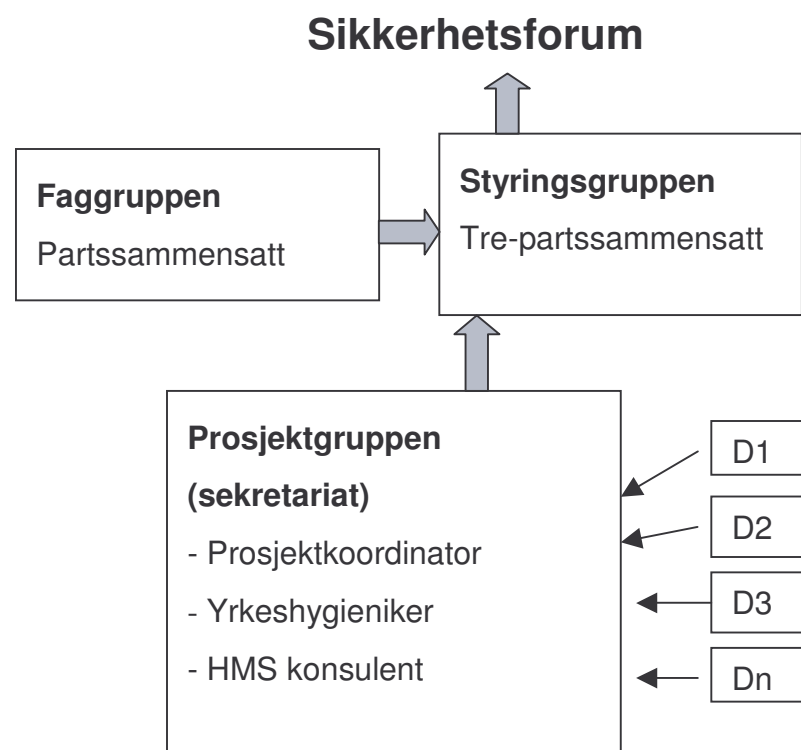 Sikkerhetsforum
Faggruppen
Partssammensatt
Styringsgruppen
Tre-partssammensatt
Prosjektgruppen
(sekretariat)
- Prosjektkoordinator
- Yrkeshygieniker
- HMS konsulent
D1
D2
D3
Dn